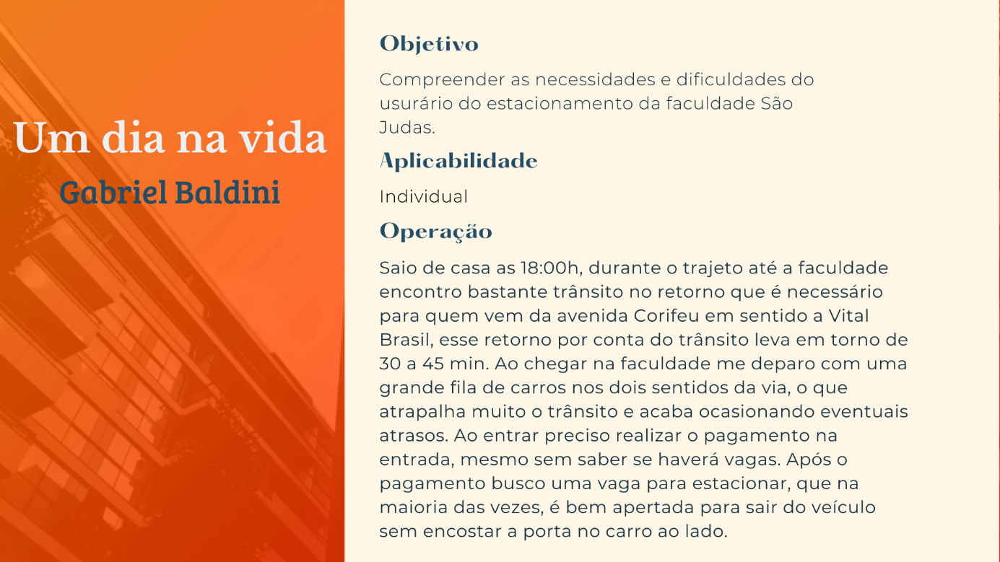 Um dia na vida
Gabriel Baldini
Objetivo
Compreender as necessidades e dificuldades do
usurário do estacionamento da faculdade São
Judas.
Aplicabilidade
Individual
Operação
Saio de casa as 18:00h, durante o trajeto até a faculdade
encontro bastante trânsito no retorno que é necessário
para quem vem da avenida Corifeu em sentido a Vital
Brasil, esse retorno por conta do trânsito leva em torno de
30 a 45 min. Ao chegar na faculdade me deparo com uma
grande fila de carros nos dois sentidos da via, o que
atrapalha muito o trânsito e acaba ocasionando eventuais
atrasos. Ao entrar preciso realizar o pagamento na
entrada, mesmo sem saber se haverá vagas. Após o
pagamento busco uma vaga para estacionar, que na
maioria das vezes, é bem apertada para sair do veículo
sem encostar a porta no carro ao lado.